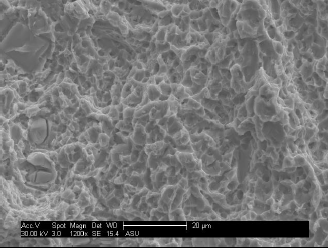 Acc.V Spot Magn Det WD 20 µm
30.00 kV 3.0 1200x SE 15.4 ASU